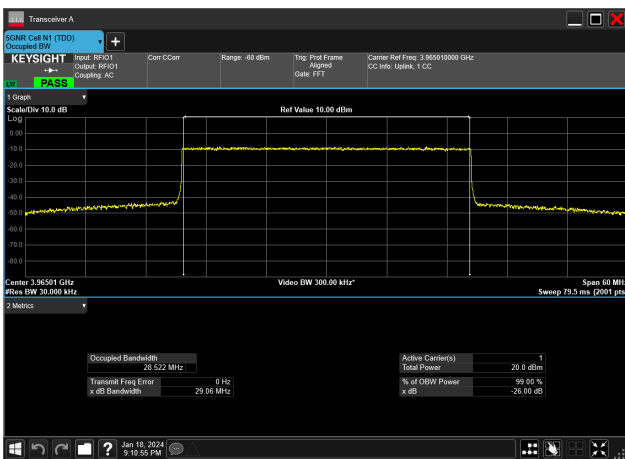 Transceiver A
5GNR Cell N1 (TDD)
Occupied BW
KEYSIGHT
Input: RFIO1
Output: RFIO1
Coupling: AC
Corr CCorr
Range: -60 dBm
Trig: Prot Frame
Aligned
Gate: FFT
Carrier Ref Freq: 3.965010000 GHz
CC Info: Uplink, 1 CC
PASS
1 Graph
Scale/Div 10.0 dB
Ref Value 10.00 dBm
Log
0.00
-10.0
-20.0
-30.0
-40.0
-50.0
-60.0
-70.0
-80.0
Center 3.96501 GHz
Video BW 300.00 kHz*
Span 60 MHz
#Res BW 30.000 kHz
Sweep 79.5 ms (2001 pts
2 Metrics
Occupied Bandwidth
28.522 MHz
Active Carrier(s) 1
Total Power 20.0 dBm
Transmit Freq Error 0 Hz
x dB Bandwidth 29.06 MHz
% of OBW Power 99.00 %
x dB -26.00 dB
Jan 18, 2024
9:10:55 PM